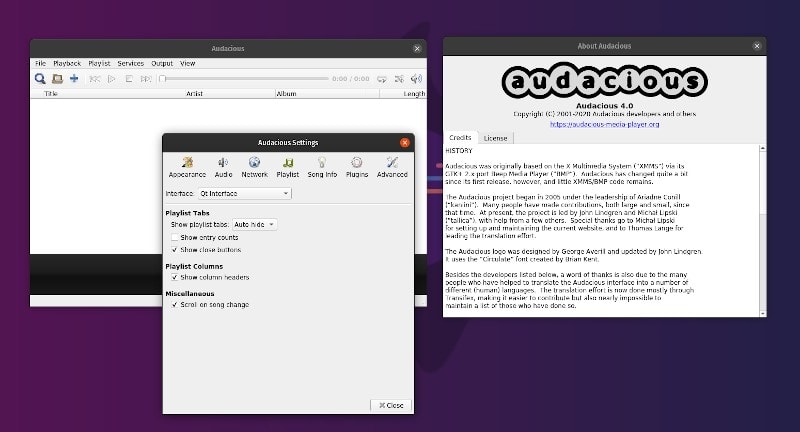 Audacious
File Playback Playlist Services Output View
0:00 / 0:00
Title Artist Album Length
Audacious Settings
Appearance Audio Network Playlist Song Info Plugins Advanced
Interface: Qt Interface
Playlist Tabs
Show playlist tabs: Auto hide
Show entry counts
Show close buttons
Playlist Columns
Show column headers
Miscellaneous
Scroll on song change
Close
About Audacious
audacious
Audacious 4.0
Copyright (C) 2001-2020 Audacious developers and others
https://audacious-media-player.org
Credits License
HISTORY
Audacious was originally based on the X Multimedia System ("XMMS") via its
GTK+ 2.x port Beep Media Player ("BMP"). Audacious has changed quite a bit
since its first release, however, and little XMMS/BMP code remains.
The Audacious project began in 2005 under the leadership of Ariadne Conill
("kaniini"). Many people have made contributions, both large and small, since
that time. At present, the project is led by John Lindgren and Michał Lipski
("tallica"), with help from a few others. Special thanks go to Michał Lipski
for setting up and maintaining the current website, and to Thomas Lange for
leading the translation effort.
The Audacious logo was designed by George Averill and updated by John Lindgren.
It uses the "Circulate" font created by Brian Kent.
Besides the developers listed below, a word of thanks is also due to the many
people who have helped to translate the Audacious interface into a number of
different (human) languages. The translation effort is now done mostly through
Transifex, making it easier to contribute but also nearly impossible to
maintain a list of those who have done so.